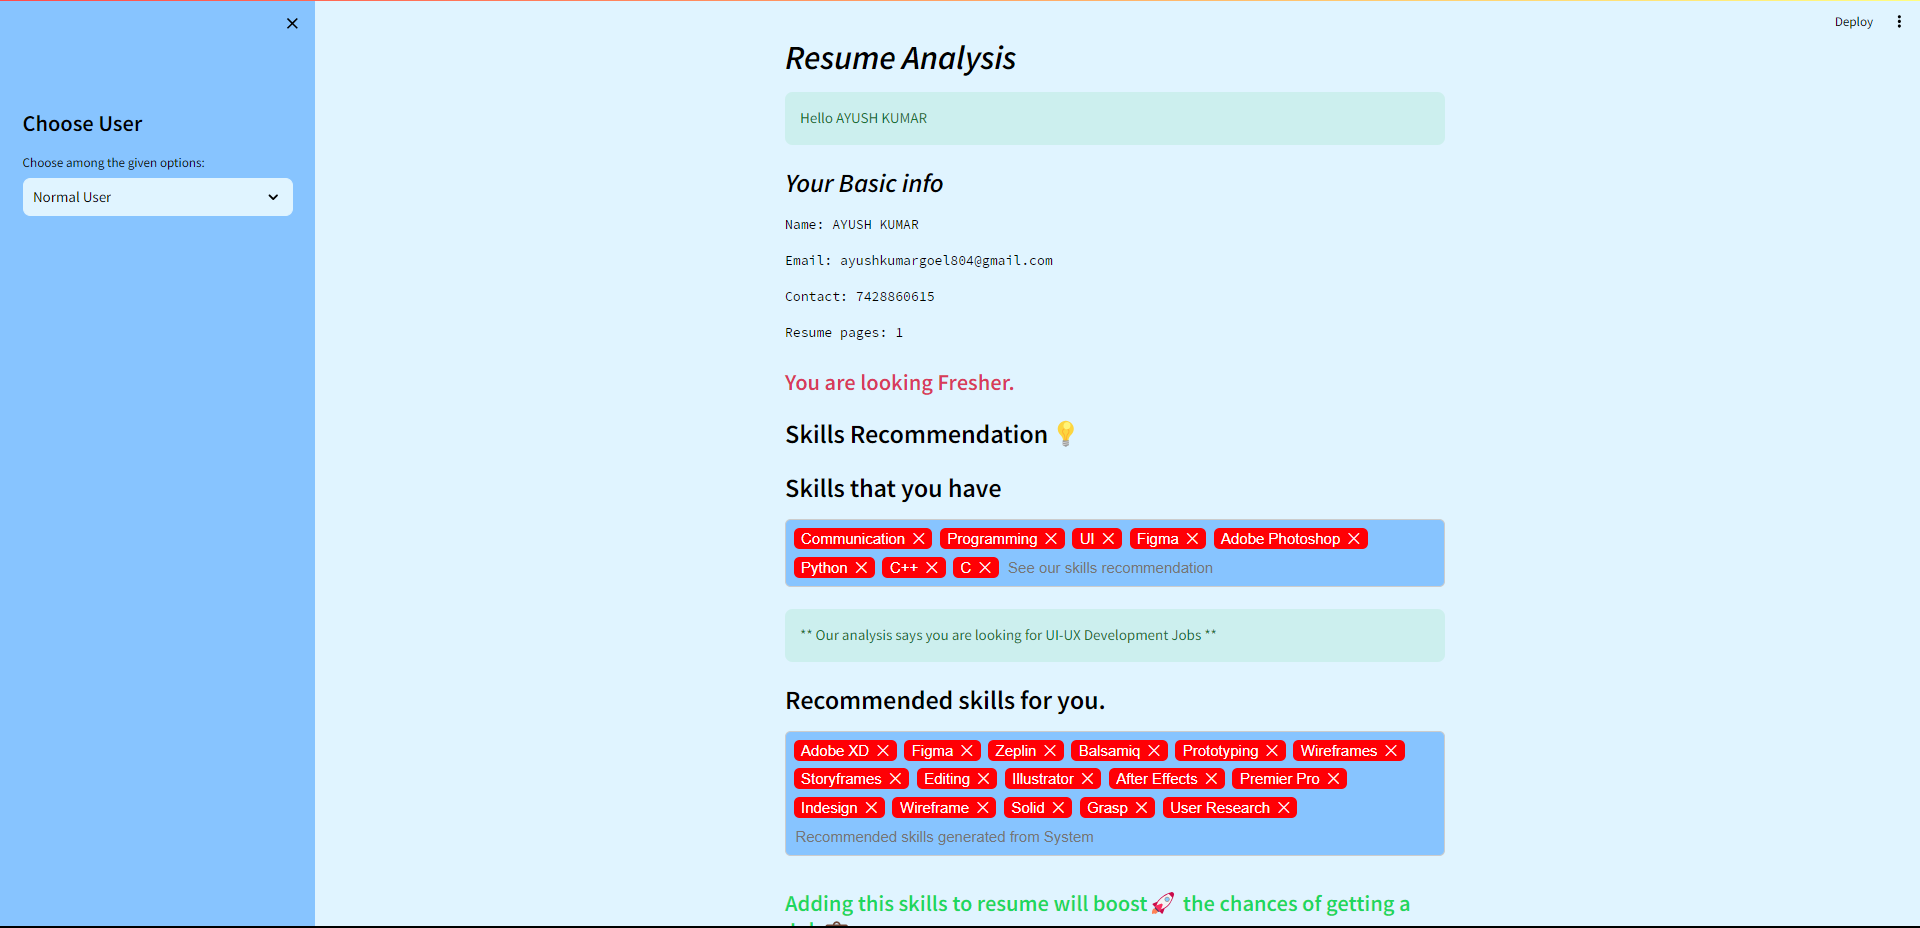 Deploy
Choose User
Choose among the given options:
Normal User
Resume Analysis
Hello AYUSH KUMAR
Your Basic info
Name: AYUSH KUMAR
Email: ayushkumargoel804@gmail.com
Contact: 7428860615
Resume pages: 1
You are looking Fresher.
Skills Recommendation 💡
Skills that you have
Communication Programming UI Figma Adobe Photoshop
Python C++ C See our skills recommendation
** Our analysis says you are looking for UI-UX Development Jobs **
Recommended skills for you.
Adobe XD Figma Zeplin Balsamiq Prototyping Wireframes
Storyframes Editing Illustrator After Effects Premier Pro
Indesign Wireframe Solid Grasp User Research
Recommended skills generated from System
Adding this skills to resume will boost 🚀 the chances of getting a